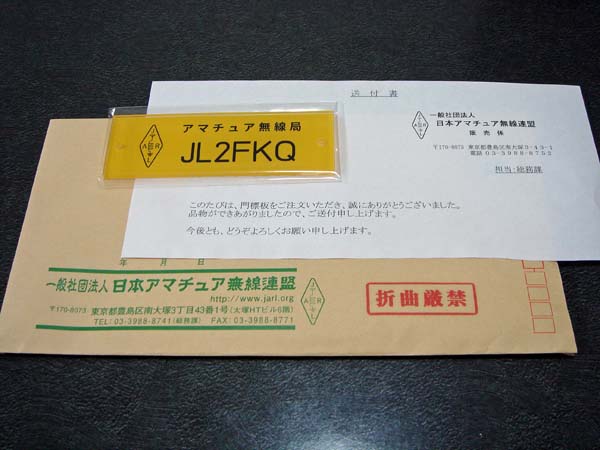 送付書
一般社団法人
日本アマチュア無線連盟
販売係
〒170-8073 東京都豊島区南大塚3-43-1
電話 03-3988-8752
担当:総務課
このたびは、門標板をご注文いただき、誠にありがとうございました。
品物ができあがりましたので、ご送付申し上げます。
今後とも、どうぞよろしくお願い申し上げます。
アマチュア無線局
JL2FKQ
年 月 日
一般社団法人 日本アマチュア無線連盟
http://www.jarl.org
〒170-8073 東京都豊島区南大塚3丁目43番1号(大塚HTビル6階)
TEL:03-3988-8741(総務課) FAX:03-3988-8771
折曲厳禁